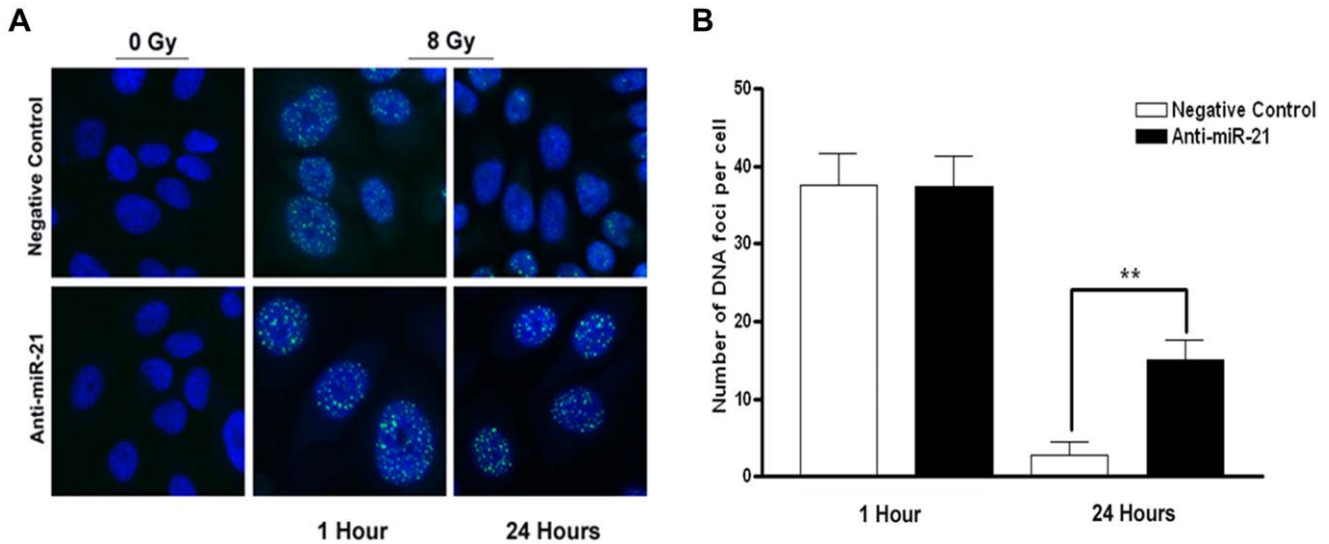 A
0 Gy
8 Gy
Negative Control
Anti-miR-21
1 Hour
24 Hours
B
Number of DNA foci per cell
50
40
30
20
10
0
Negative Control
Anti-miR-21
**
1 Hour
24 Hours